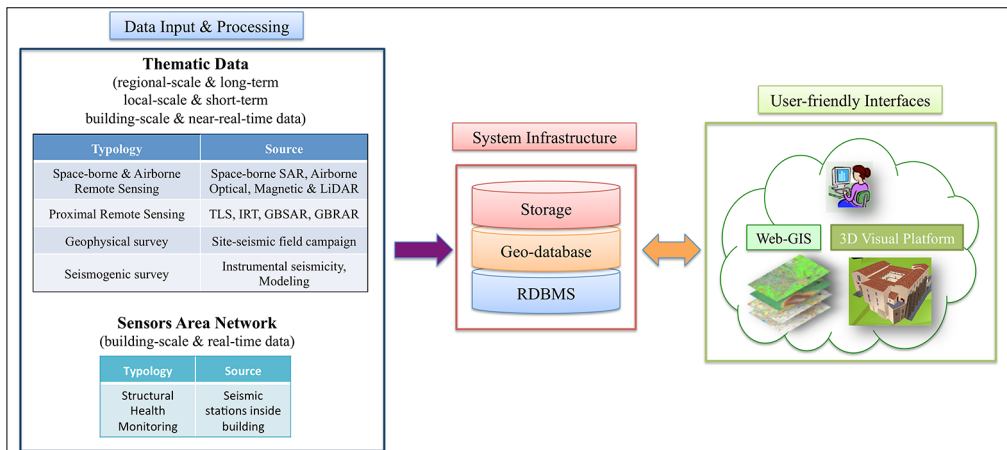 Data Input & Processing
Thematic Data
(regional-scale & long-term
local-scale & short-term
building-scale & near-real-time data)
Typology Source
Space-borne & Airborne Space-borne SAR, Airborne
Remote Sensing Optical, Magnetic & LiDAR
Proximal Remote Sensing TLS, IRT, GBSAR, GBRAR
Geophysical survey Site-seismic field campaign
Seismogenic survey Instrumental seismicity,
Modeling
Sensors Area Network
(building-scale & real-time data)
Typology Source
Structural Seismic
Health stations inside
Monitoring building
System Infrastructure
Storage
Geo-database
RDBMS
User-friendly Interfaces
Web-GIS 3D Visual Platform